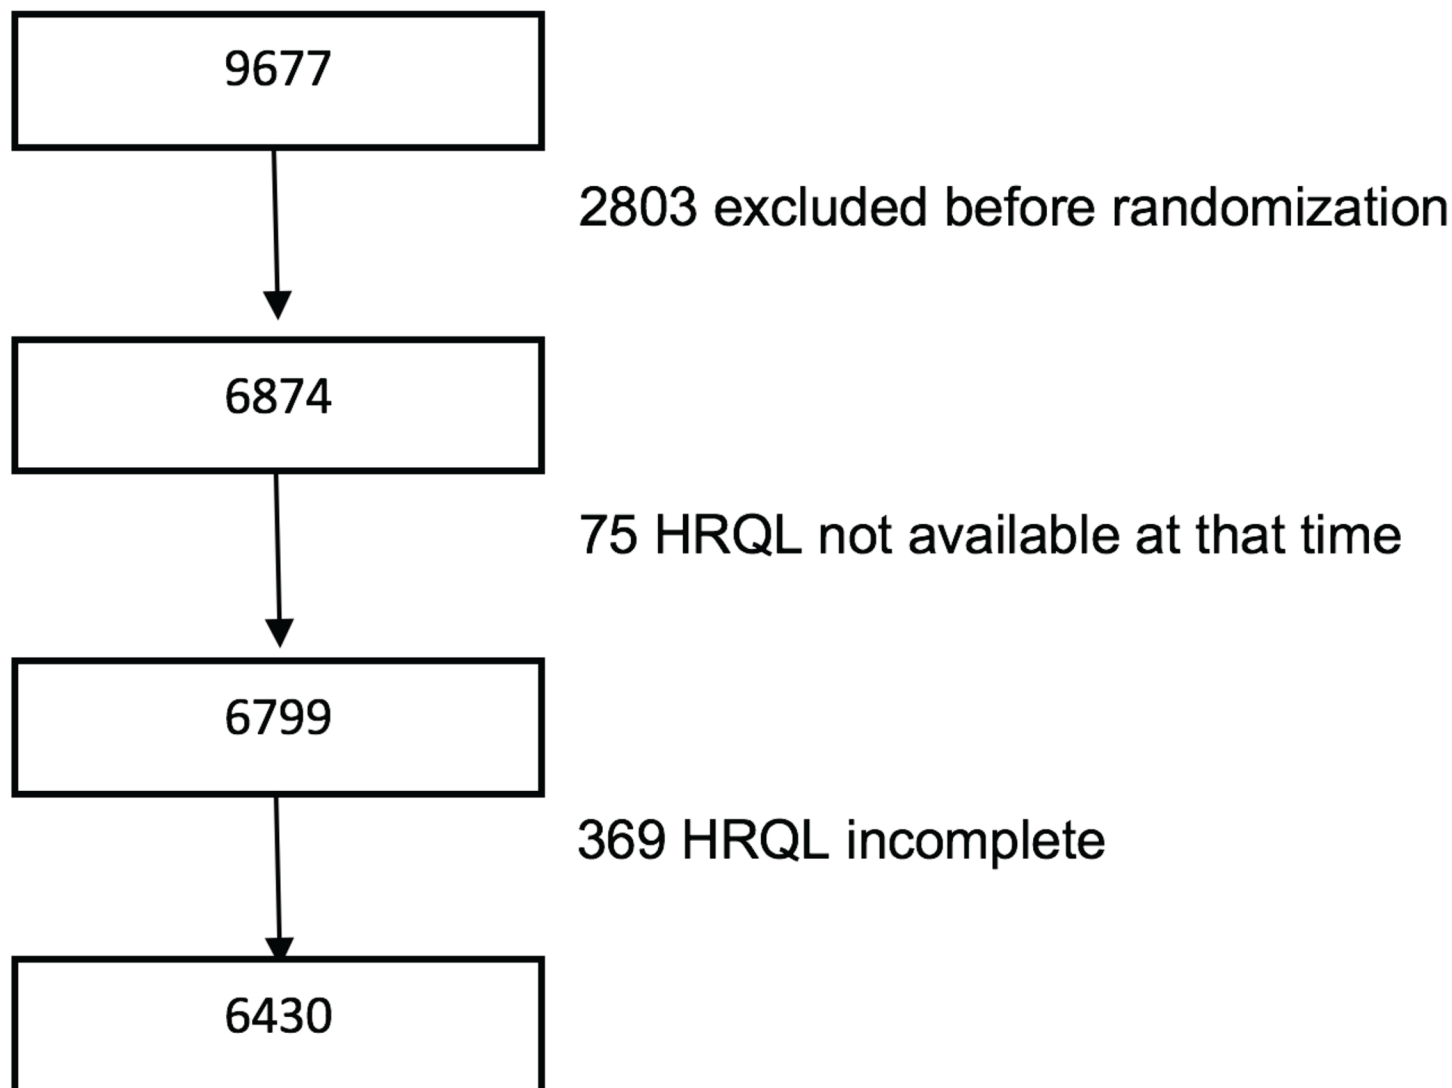 9677
2803 excluded before randomization
6874
75 HRQL not available at that time
6799
369 HRQL incomplete
6430